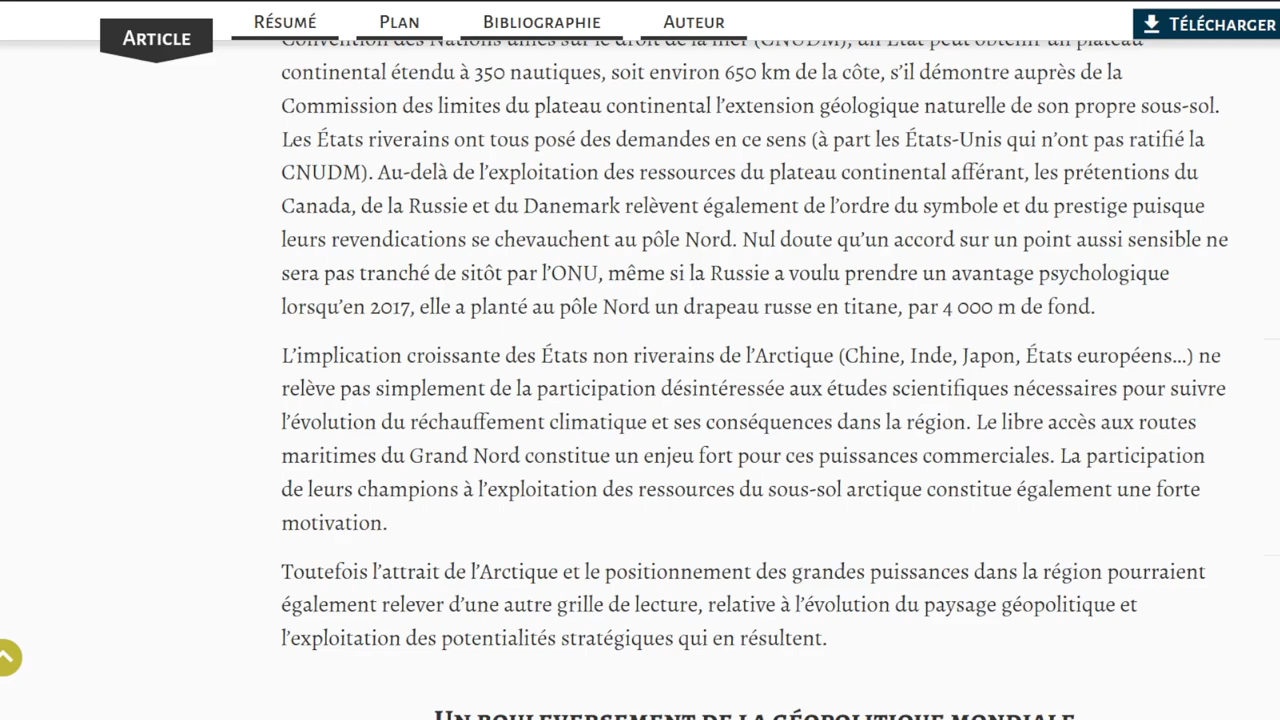 ARTICLE
RÉSUMÉ
PLAN
BIBLIOGRAPHIE
AUTEUR
TÉLÉCHARGER
Convention des Nations unies sur le droit de la mer (CNUDM), un État peut obtenir un plateau
continental étendu à 350 nautiques, soit environ 650 km de la côte, s’il démontre auprès de la
Commission des limites du plateau continental l’extension géologique naturelle de son propre sous-sol.
Les États riverains ont tous posé des demandes en ce sens (à part les États-Unis qui n’ont pas ratifié la
CNUDM). Au-delà de l’exploitation des ressources du plateau continental afférant, les prétentions du
Canada, de la Russie et du Danemark relèvent également de l’ordre du symbole et du prestige puisque
leurs revendications se chevauchent au pôle Nord. Nul doute qu’un accord sur un point aussi sensible ne
sera pas tranché de sitôt par l’ONU, même si la Russie a voulu prendre un avantage psychologique
lorsqu’en 2017, elle a planté au pôle Nord un drapeau russe en titane, par 4 000 m de fond.
L’implication croissante des États non riverains de l’Arctique (Chine, Inde, Japon, États européens…) ne
relève pas simplement de la participation désintéressée aux études scientifiques nécessaires pour suivre
l’évolution du réchauffement climatique et ses conséquences dans la région. Le libre accès aux routes
maritimes du Grand Nord constitue un enjeu fort pour ces puissances commerciales. La participation
de leurs champions à l’exploitation des ressources du sous-sol arctique constitue également une forte
motivation.
Toutefois l’attrait de l’Arctique et le positionnement des grandes puissances dans la région pourraient
également relever d’une autre grille de lecture, relative à l’évolution du paysage géopolitique et
l’exploitation des potentialités stratégiques qui en résultent.
UN BOULEVERSEMENT DE LA GÉOPOLITIQUE MONDIALE